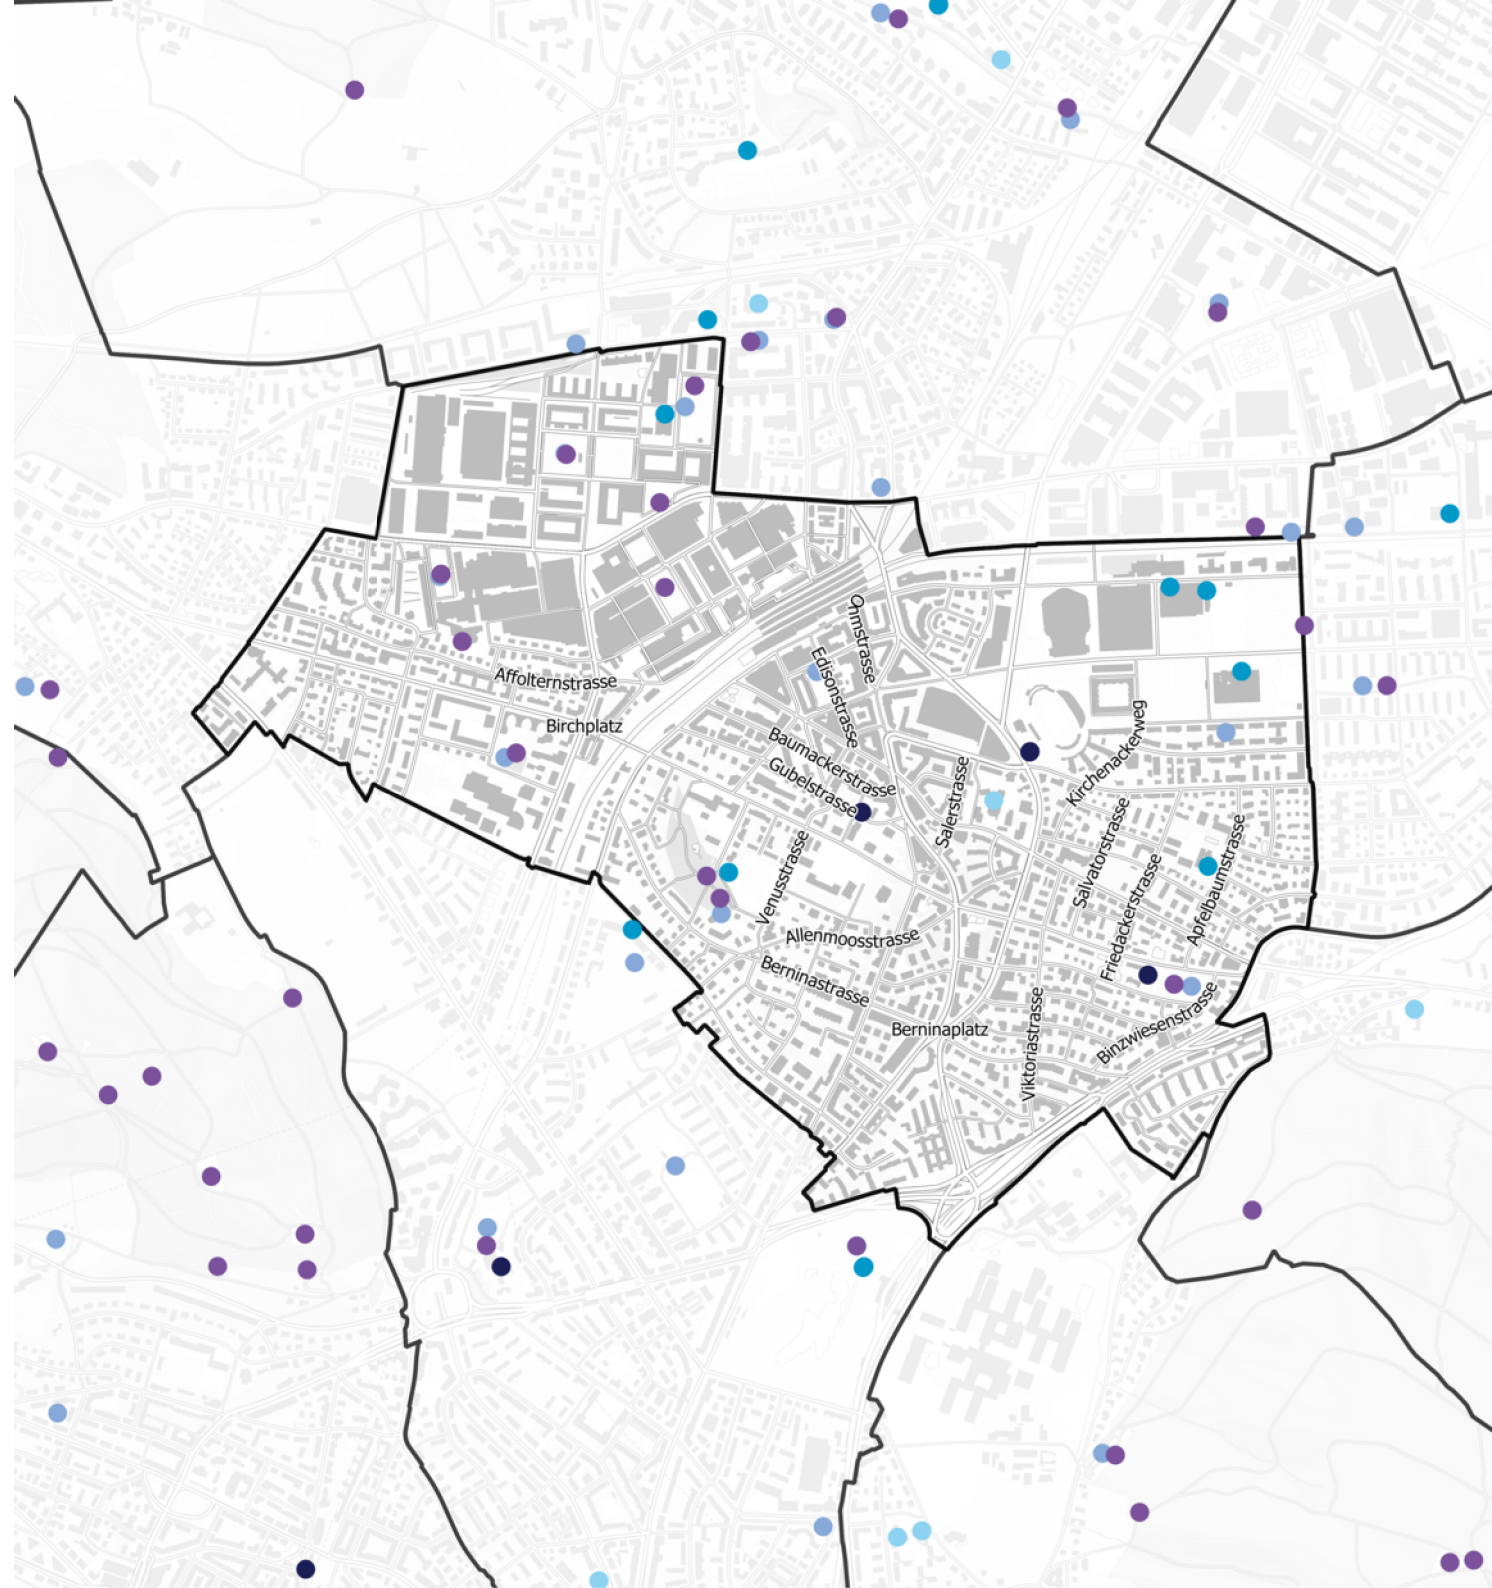 Ohmstrasse
Edisonstrasse
Affolternstrasse
Birchplatz
Kirchenackerweg
Baumackerstrasse
Gubelstrasse
Salerstrasse
Salvatorstrasse
Apfelbaumstrasse
Venusstrasse
Friedackerstrasse
Allenmoosstrasse
Berninastrasse
Binzwiesenstrasse
Berninaplatz
Viktoriastrasse